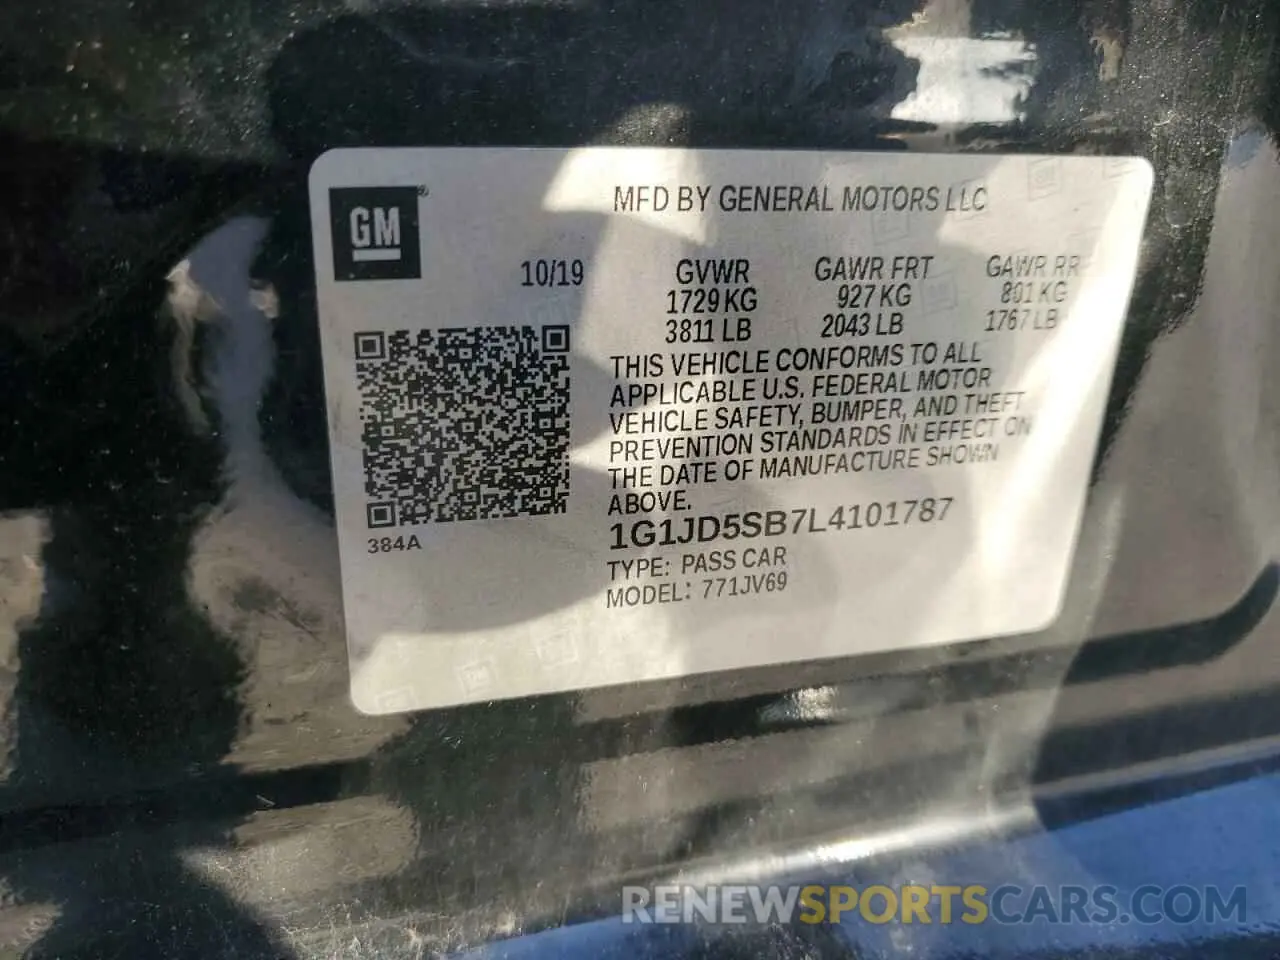 MFD BY GENERAL MOTORS LLC
GM®
10/19 GVWR GAWR FRT GAWR RR
1729 KG 927 KG 801 KG
3811 LB 2043 LB 1767 LB
THIS VEHICLE CONFORMS TO ALL
APPLICABLE U.S. FEDERAL MOTOR
VEHICLE SAFETY, BUMPER, AND THEFT
PREVENTION STANDARDS IN EFFECT ON
THE DATE OF MANUFACTURE SHOWN
ABOVE.
1G1JD5SB7L4101787
384A
TYPE: PASS CAR
MODEL: 771JV69
RENEWSPORTSCARS.COM